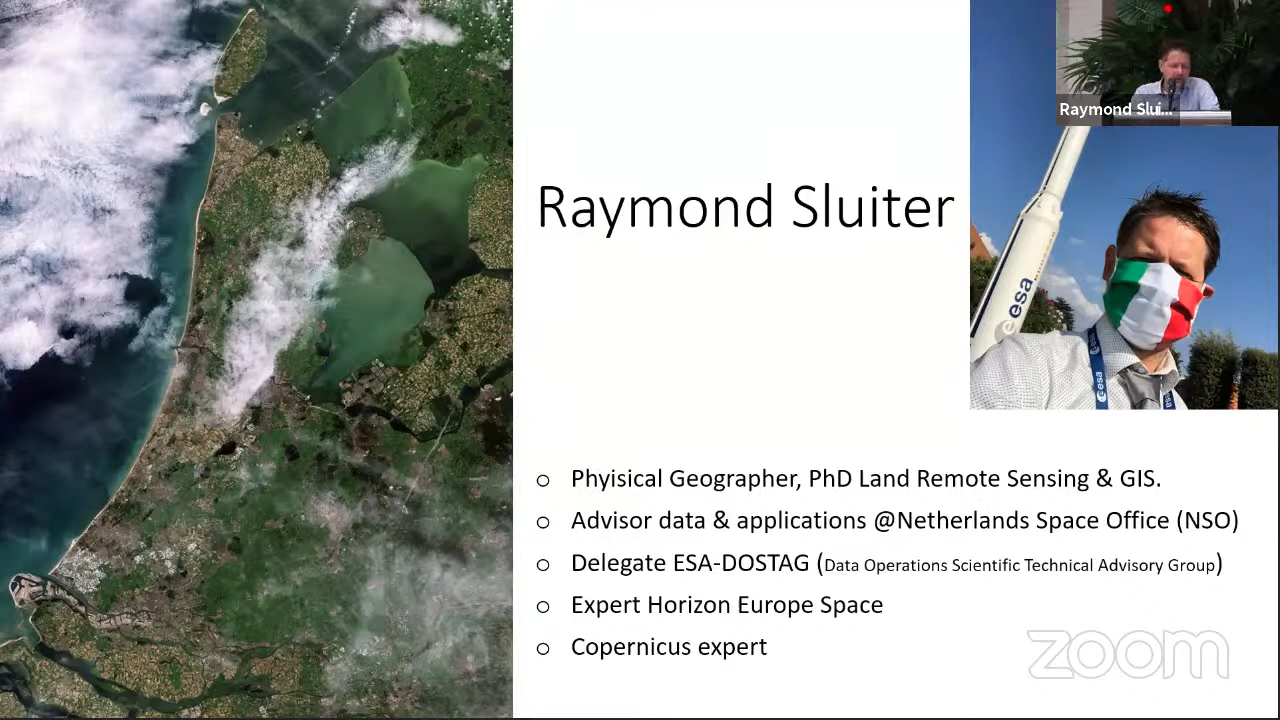 Raymond Slui...
Raymond Sluiter
esa
esa
esa
o Phyisical Geographer, PhD Land Remote Sensing & GIS.
o Advisor data & applications @Netherlands Space Office (NSO)
o Delegate ESA-DOSTAG (Data Operations Scientific Technical Advisory Group)
o Expert Horizon Europe Space
o Copernicus expert
zoom